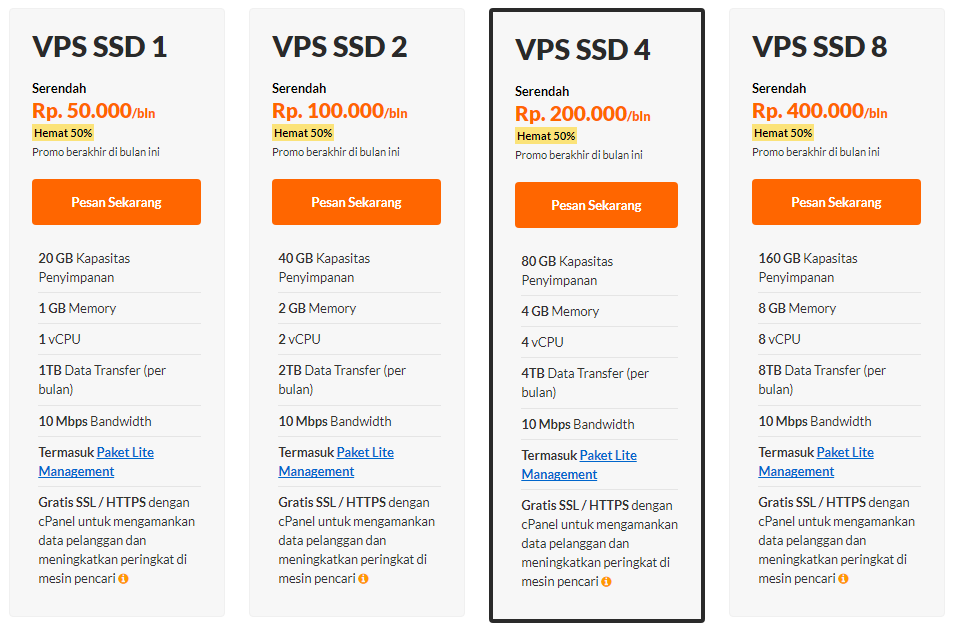 VPS SSD 1
Serendah
Rp. 50.000/bln
Hemat 50%
Promo berakhir di bulan ini
Pesan Sekarang
20 GB Kapasitas
Penyimpanan
1 GB Memory
1 vCPU
1TB Data Transfer (per
bulan)
10 Mbps Bandwidth
Termasuk Paket Lite
Management
Gratis SSL / HTTPS dengan
cPanel untuk mengamankan
data pelanggan dan
meningkatkan peringkat di
mesin pencari
VPS SSD 2
Serendah
Rp. 100.000/bln
Hemat 50%
Promo berakhir di bulan ini
Pesan Sekarang
40 GB Kapasitas
Penyimpanan
2 GB Memory
2 vCPU
2TB Data Transfer (per
bulan)
10 Mbps Bandwidth
Termasuk Paket Lite
Management
Gratis SSL / HTTPS dengan
cPanel untuk mengamankan
data pelanggan dan
meningkatkan peringkat di
mesin pencari
VPS SSD 4
Serendah
Rp. 200.000/bln
Hemat 50%
Promo berakhir di bulan ini
Pesan Sekarang
80 GB Kapasitas
Penyimpanan
4 GB Memory
4 vCPU
4TB Data Transfer (per
bulan)
10 Mbps Bandwidth
Termasuk Paket Lite
Management
Gratis SSL / HTTPS dengan
cPanel untuk mengamankan
data pelanggan dan
meningkatkan peringkat di
mesin pencari
VPS SSD 8
Serendah
Rp. 400.000/bln
Hemat 50%
Promo berakhir di bulan ini
Pesan Sekarang
160 GB Kapasitas
Penyimpanan
8 GB Memory
8 vCPU
8TB Data Transfer (per
bulan)
10 Mbps Bandwidth
Termasuk Paket Lite
Management
Gratis SSL / HTTPS dengan
cPanel untuk mengamankan
data pelanggan dan
meningkatkan peringkat di
mesin pencari